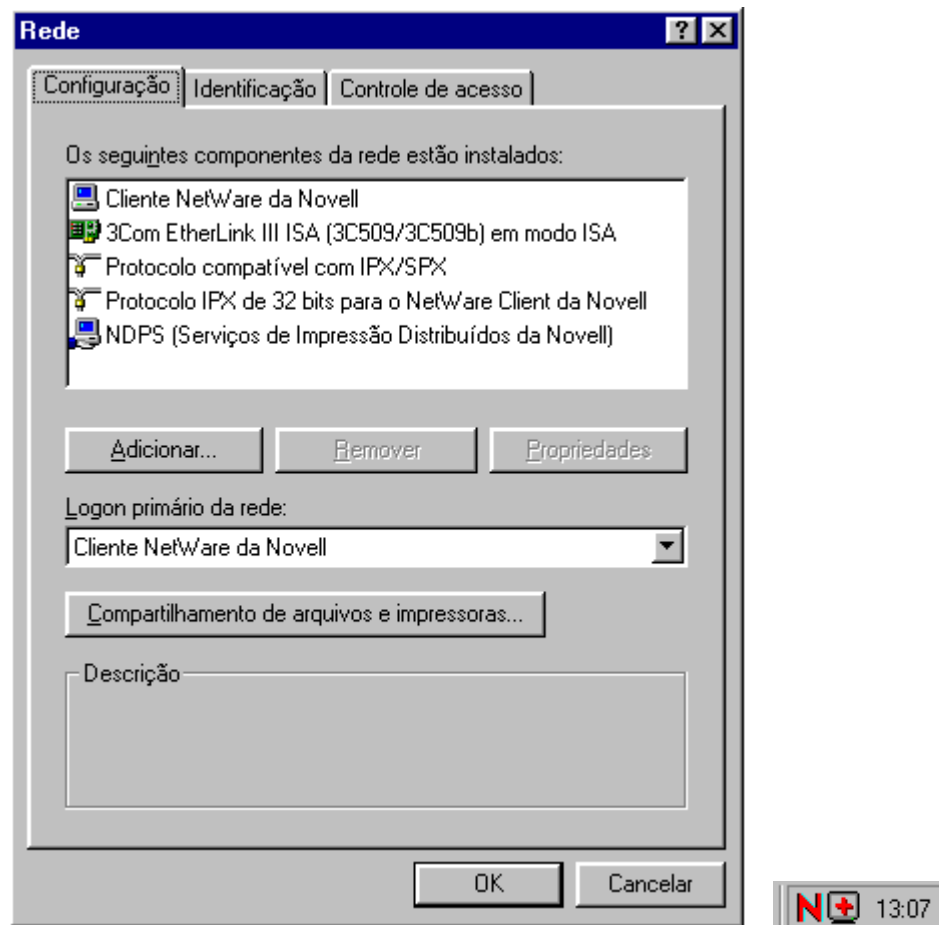 Rede
Configuração Identificação Controle de acesso
Os seguintes componentes da rede estão instalados:
Cliente NetWare da Novell
3Com EtherLink III ISA (3C509/3C509b) em modo ISA
Protocolo compatível com IPX/SPX
Protocolo IPX de 32 bits para o NetWare Client da Novell
NDPS (Serviços de Impressão Distribuídos da Novell)
Adicionar... Remover Propriedades
Logon primário da rede:
Cliente NetWare da Novell
Compartilhamento de arquivos e impressoras...
Descrição
OK Cancelar
N 13:07